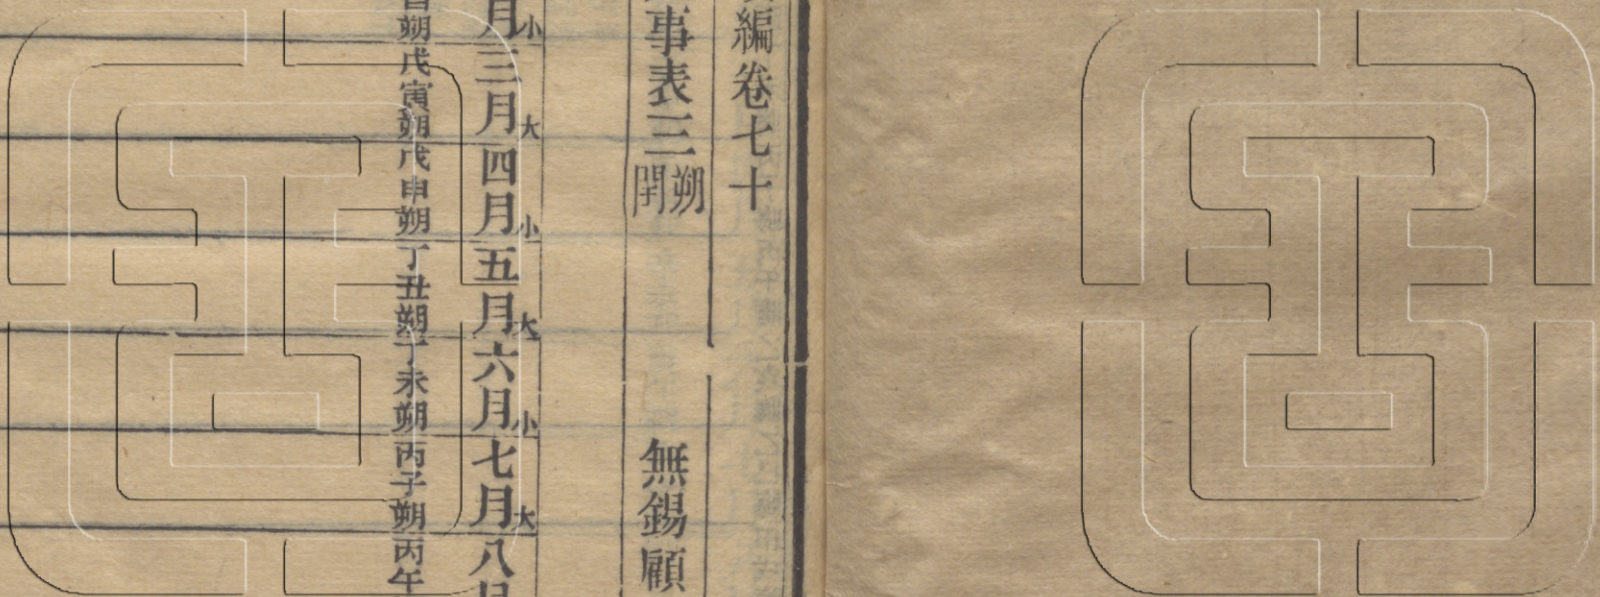 編卷七十
事表三朔閏 無錫顧
月小三月大四月小五月大六月小七月大八月
朔戊寅朔戊申朔丁丑朔丁未朔丙子朔丙午